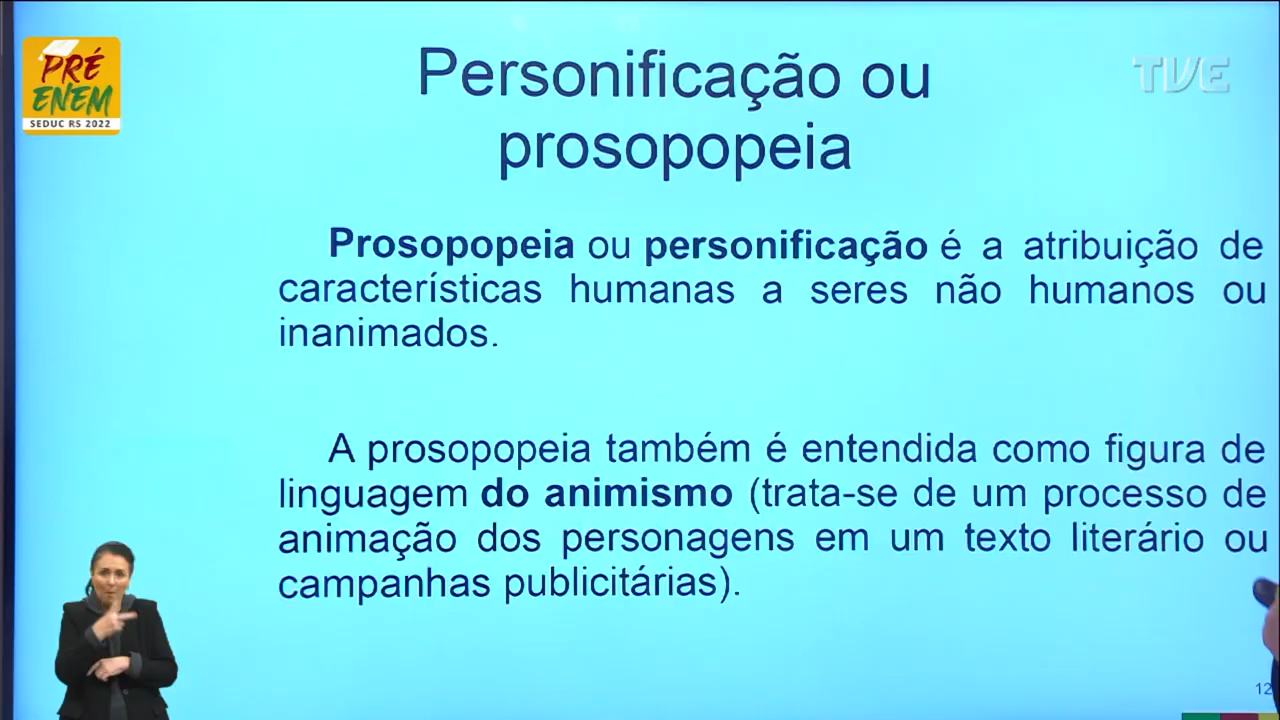 PRÉ
ENEM
SEDUC RS 2022
TVE
Personificação ou
prosopopeia
Prosopopeia ou personificação é a atribuição de
características humanas a seres não humanos ou
inanimados.
A prosopopeia também é entendida como figura de
linguagem do animismo (trata-se de um processo de
animação dos personagens em um texto literário ou
campanhas publicitárias).
12